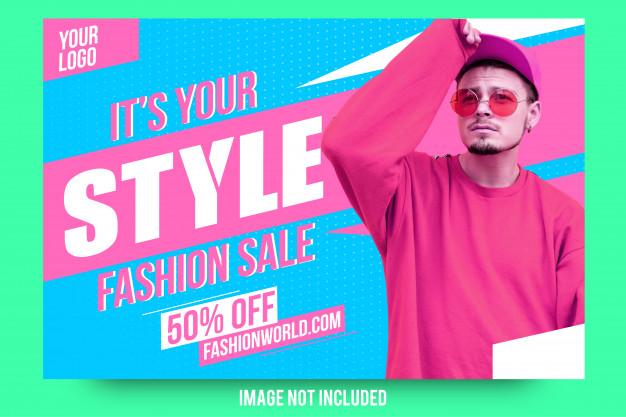 YOUR
LOGO
IT'S YOUR
STYLE
FASHION SALE
50% OFF
FASHIONWORLD.COM
IMAGE NOT INCLUDED